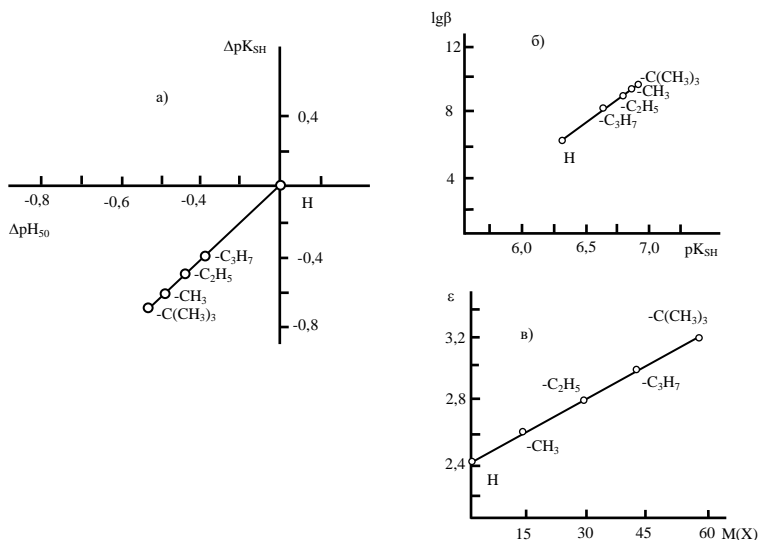 а)
ΔpK_SH
0,4
-0,8
-0,6
-0,4
H
ΔpH₅₀
-0,4
-0,8
-C₃H₇
-C₂H₅
-CH₃
-C(CH₃)₃
б)
lgβ
12
8
4
-C(CH₃)₃
-CH₃
-C₂H₅
-C₃H₇
H
6,0
6,5
7,0
pK_SH
в)
ε
3,2
2,8
2,4
-C(CH₃)₃
-C₂H₅
-C₃H₇
-CH₃
H
15
30
45
60
M(X)